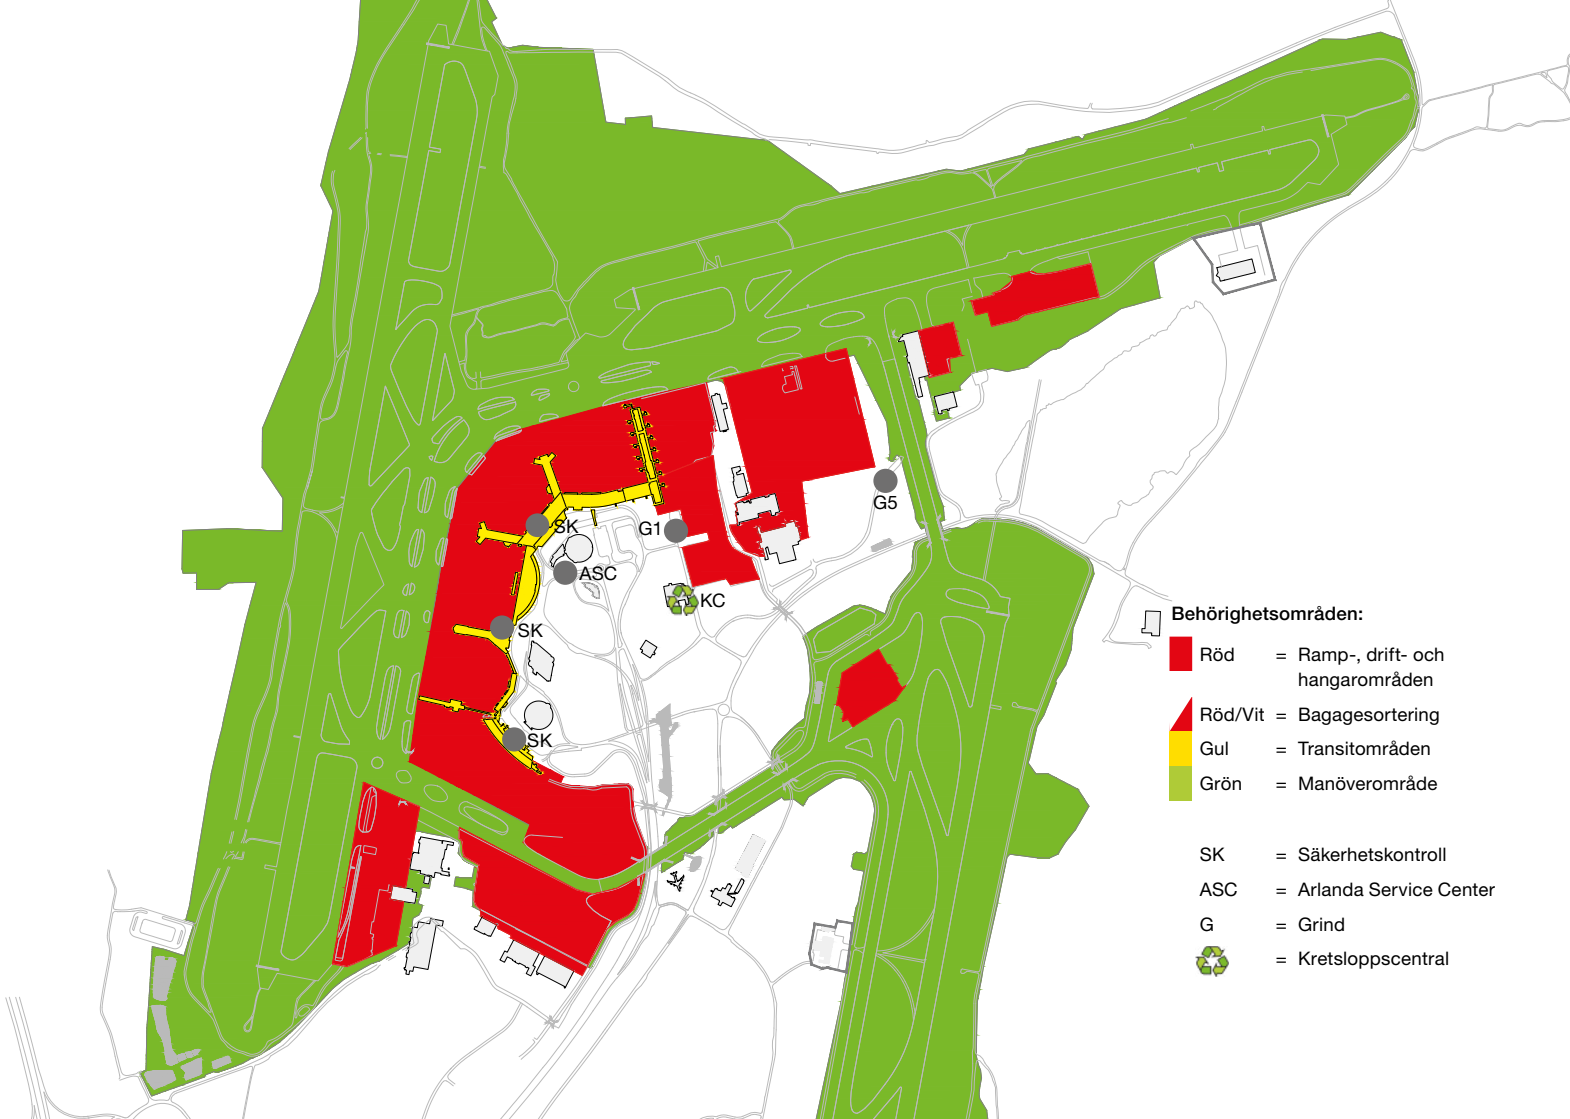 G5
SK
G1
ASC
KC
SK
SK
Behörighetsområden:
Röd = Ramp-, drift- och
hangarområden
Röd/Vit = Bagagesortering
Gul = Transitområden
Grön = Manöverområde
SK = Säkerhetskontroll
ASC = Arlanda Service Center
G = Grind
= Kretsloppscentral